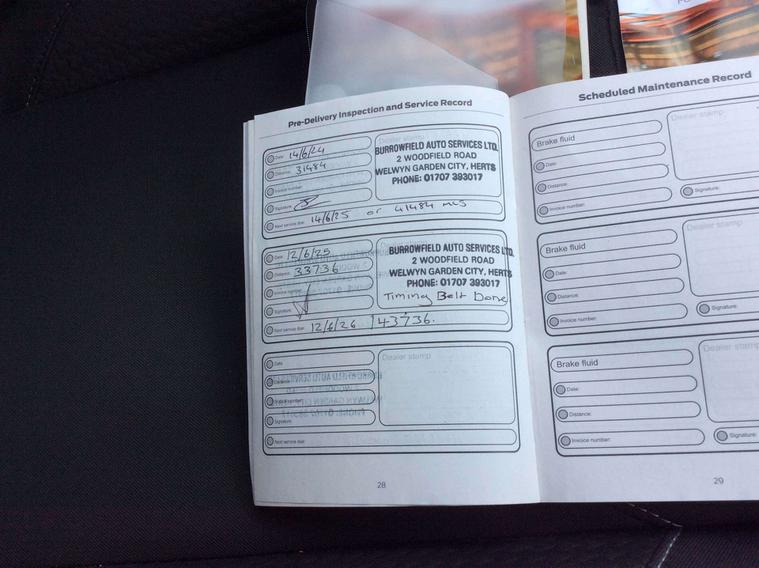 Pre-Delivery Inspection and Service Record
Date: 14/6/24
Distance: 31484
Invoice number:
Signature:
Next service due: 14/6/25 or 41484 mls
Dealer stamp
BURROWFIELD AUTO SERVICES LTD.
2 WOODFIELD ROAD
WELWYN GARDEN CITY, HERTS
PHONE: 01707 393017
Date: 12/6/25
Distance: 33736
Invoice number:
Signature:
Next service due: 12/6/26 / 43736.
BURROWFIELD AUTO SERVICES LTD.
2 WOODFIELD ROAD
WELWYN GARDEN CITY, HERTS
PHONE: 01707 393017
Timing Belt Done
Date:
Distance:
Invoice number:
Signature:
Next service due:
Dealer stamp
28
Scheduled Maintenance Record
Brake fluid
Date:
Distance:
Invoice number:
Dealer stamp
Signature:
Brake fluid
Date:
Distance:
Invoice number:
Dealer stamp
Signature:
Brake fluid
Date:
Distance:
Invoice number:
Dealer stamp
Signature:
29